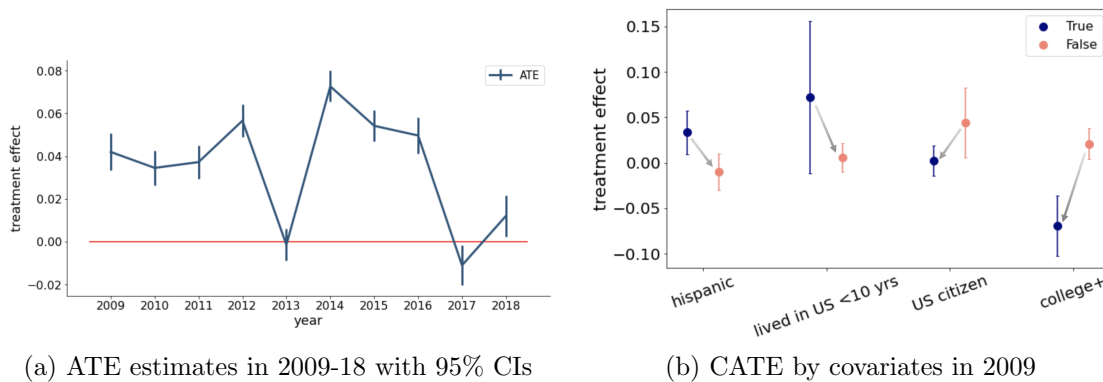 ATE
0.08
0.06
0.04
0.02
0.00
−0.02
treatment effect
2009 2010 2011 2012 2013 2014 2015 2016 2017 2018
year
(a) ATE estimates in 2009-18 with 95% CIs
True
False
0.15
0.10
0.05
0.00
−0.05
−0.10
treatment effect
hispanic
lived in US <10 yrs
US citizen
college+
(b) CATE by covariates in 2009